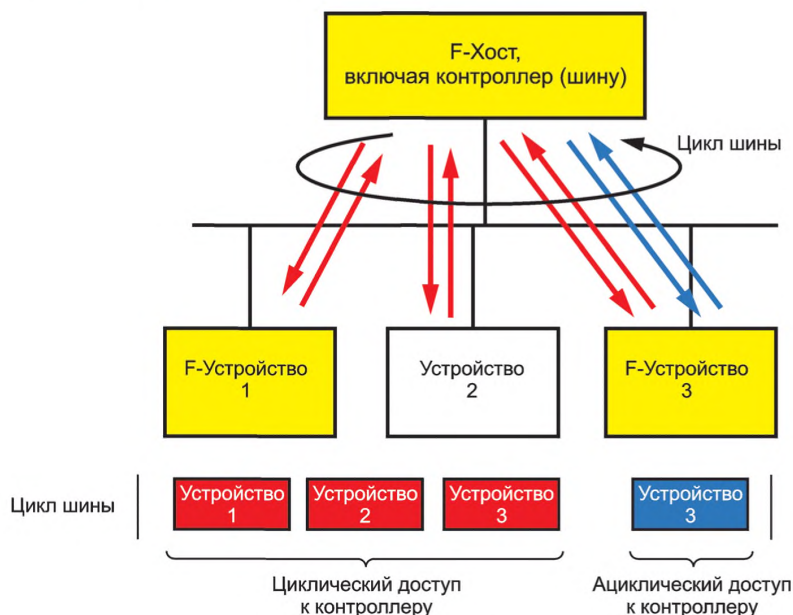 F-Хост,
включая контроллер (шину)
Цикл шины
F-Устройство
1
Устройство
2
F-Устройство
3
Цикл шины
Устройство
1
Устройство
2
Устройство
3
Устройство
3
Циклический доступ
к контроллеру
Ациклический доступ
к контроллеру